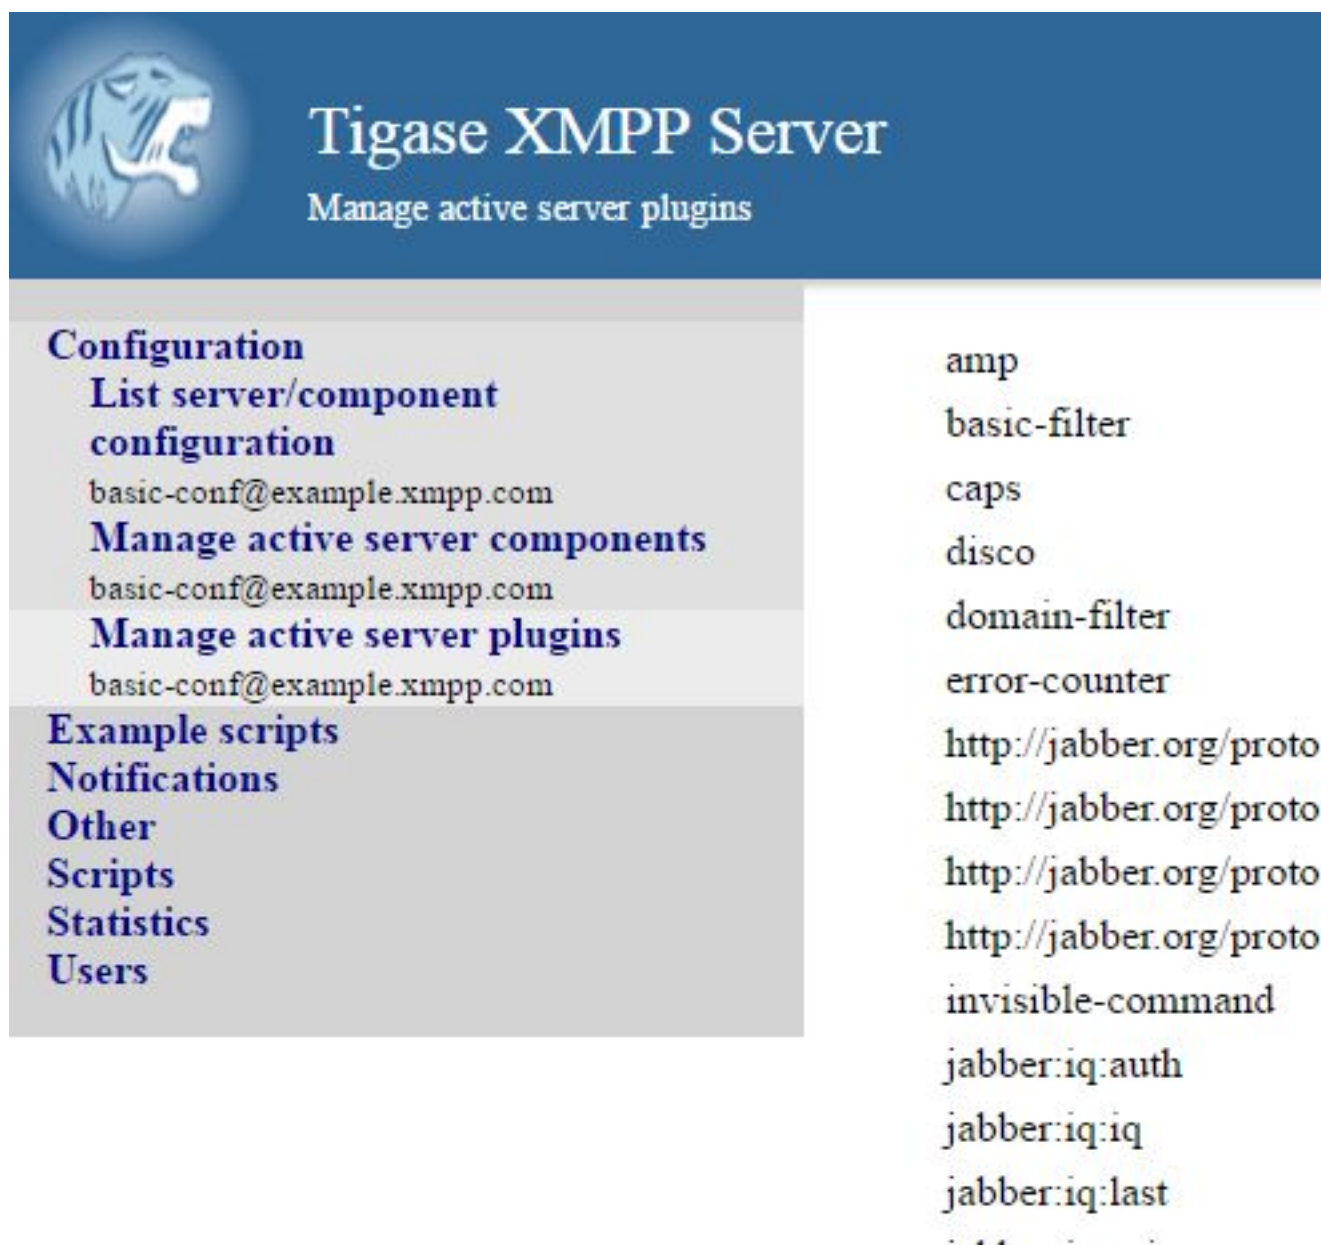 Tigase XMPP Server
Manage active server plugins
Configuration
List server/component
configuration
basic-conf@example.xmpp.com
Manage active server components
basic-conf@example.xmpp.com
Manage active server plugins
basic-conf@example.xmpp.com
Example scripts
Notifications
Other
Scripts
Statistics
Users
amp
basic-filter
caps
disco
domain-filter
error-counter
http://jabber.org/proto
http://jabber.org/proto
http://jabber.org/proto
http://jabber.org/proto
invisible-command
jabber:iq:auth
jabber:iq:iq
jabber:iq:last